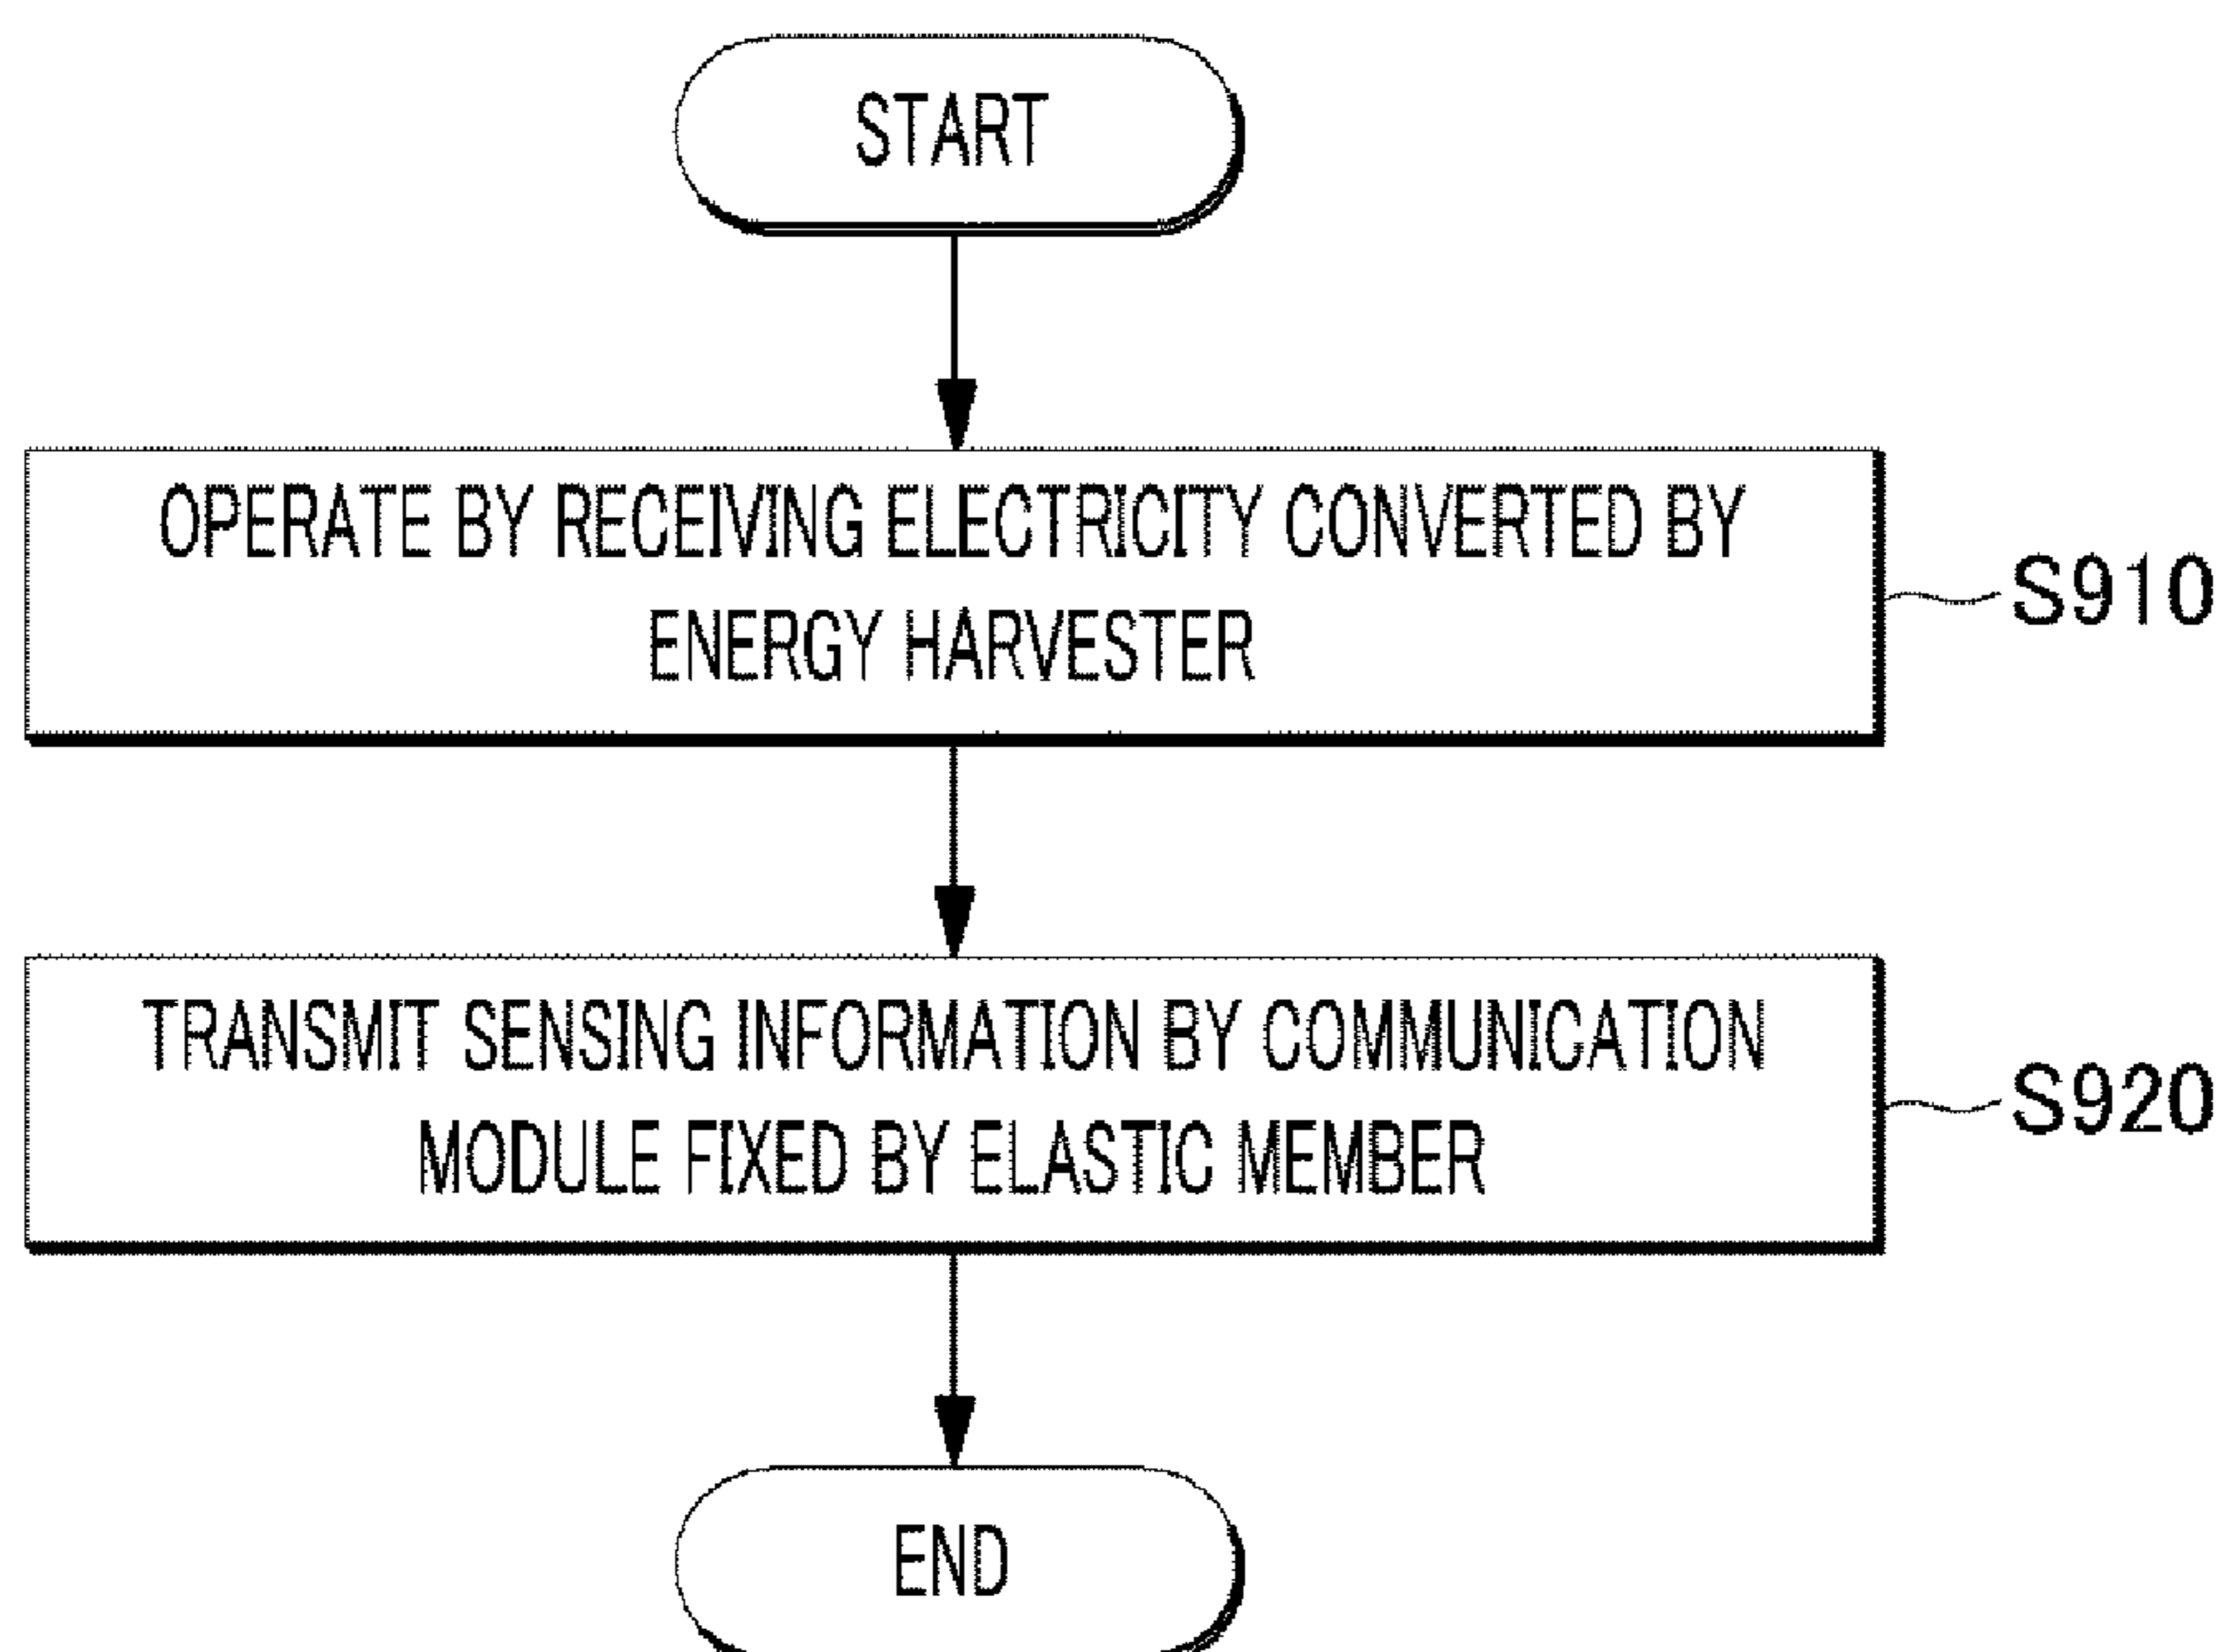 START
OPERATE BY RECEIVING ELECTRICITY CONVERTED BY
ENERGY HARVESTER
S910
TRANSMIT SENSING INFORMATION BY COMMUNICATION
MODULE FIXED BY ELASTIC MEMBER
S920
END